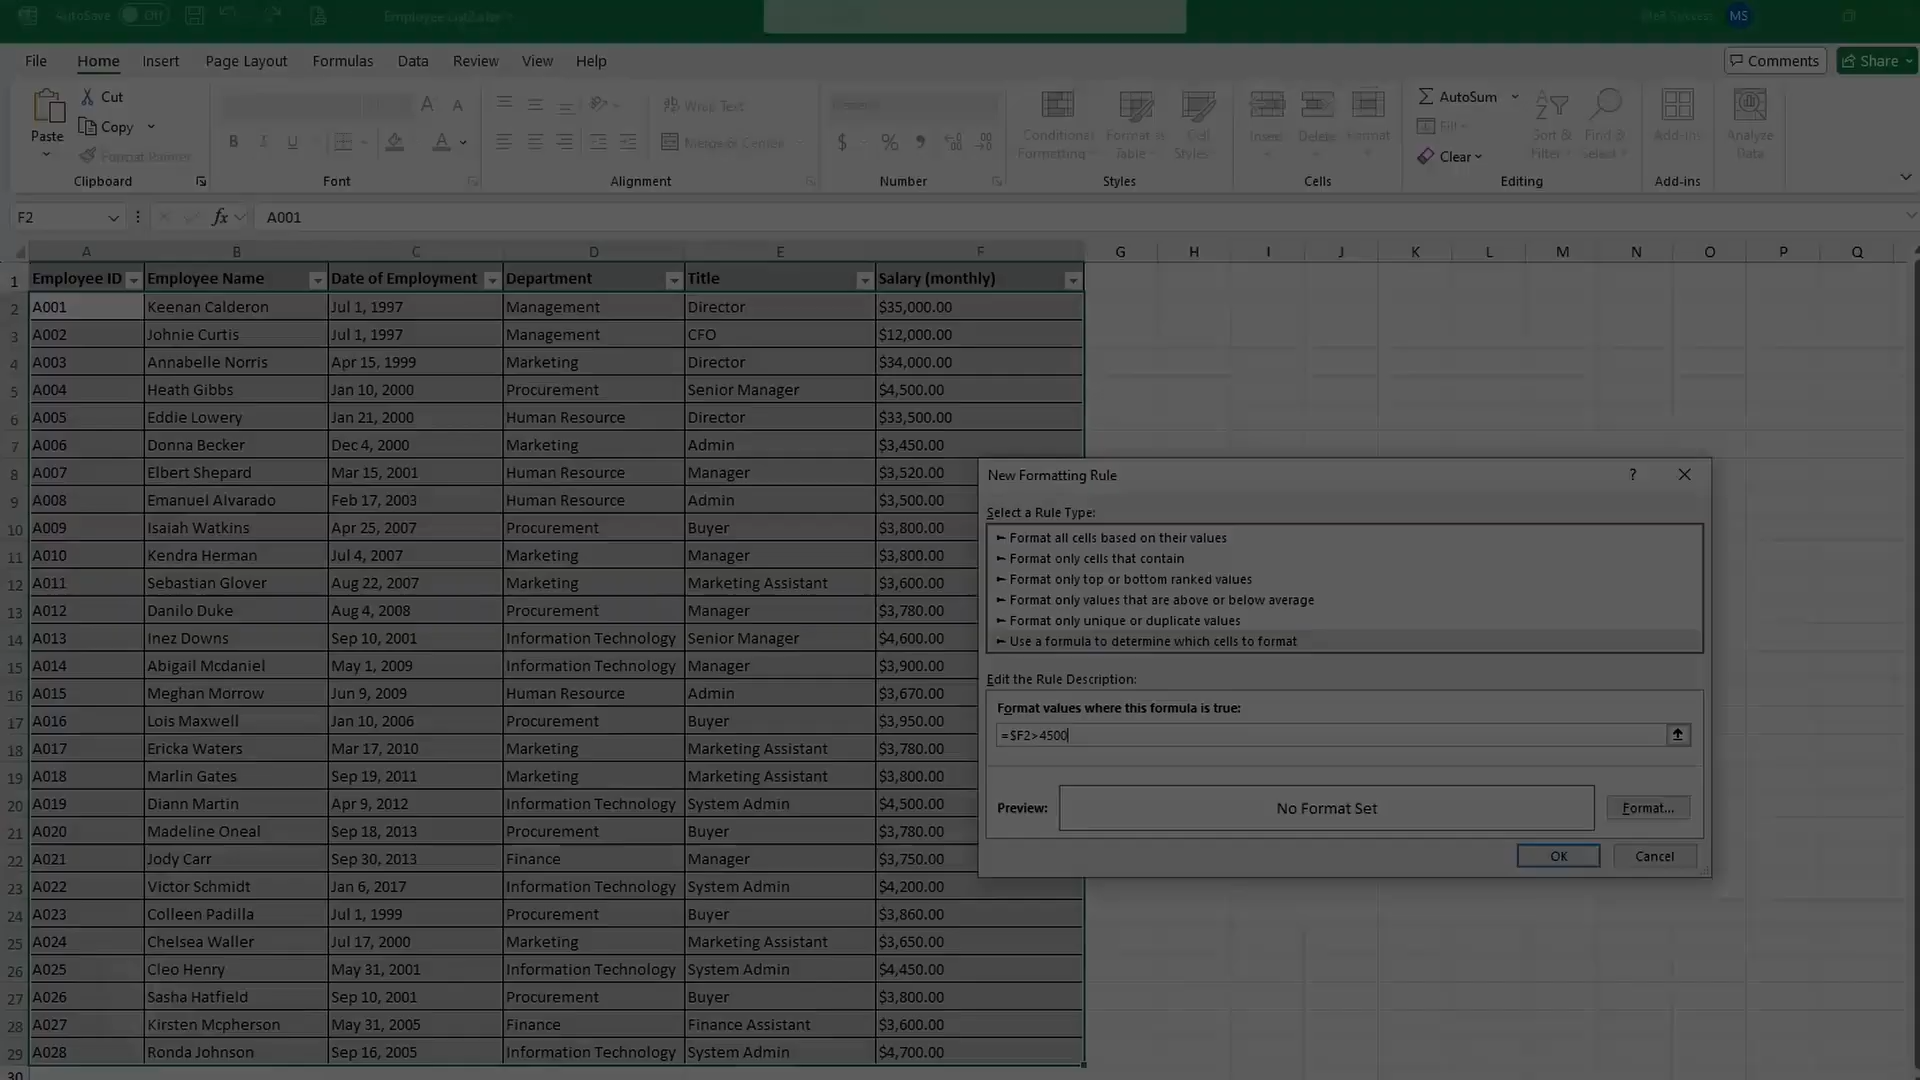 AutoSave Off MS
File Home Insert Page Layout Formulas Data Review View Help Comments Share
Paste Cut Copy Format Painter
Clipboard
B I U
Font
Wrap Text
Merge & Center
Alignment
$ % 9
Number
Conditional Formatting Format as Table Cell Styles
Styles
Insert Delete Format
Cells
AutoSum Fill Clear Sort & Filter Find & Select
Editing
Add-ins
Add-ins
Analyze Data
F2 fx A001
A B C D E F G H I J K L M N O P Q
1 Employee ID Employee Name Date of Employment Department Title Salary (monthly)
2 A001 Keenan Calderon Jul 1, 1997 Management Director $35,000.00
3 A002 Johnie Curtis Jul 1, 1997 Management CFO $12,000.00
4 A003 Annabelle Norris Apr 15, 1999 Marketing Director $34,000.00
5 A004 Heath Gibbs Jan 10, 2000 Procurement Senior Manager $4,500.00
6 A005 Eddie Lowery Jan 21, 2000 Human Resource Director $33,500.00
7 A006 Donna Becker Dec 4, 2000 Marketing Admin $3,450.00
8 A007 Elbert Shepard Mar 15, 2001 Human Resource Manager $3,520.00
9 A008 Emanuel Alvarado Feb 17, 2003 Human Resource Admin $3,500.00
10 A009 Isaiah Watkins Apr 25, 2007 Procurement Buyer $3,800.00
11 A010 Kendra Herman Jul 4, 2007 Marketing Manager $3,800.00
12 A011 Sebastian Glover Aug 22, 2007 Marketing Marketing Assistant $3,600.00
13 A012 Danilo Duke Aug 4, 2008 Procurement Manager $3,780.00
14 A013 Inez Downs Sep 10, 2001 Information Technology Senior Manager $4,600.00
15 A014 Abigail Mcdaniel May 1, 2009 Information Technology Manager $3,900.00
16 A015 Meghan Morrow Jun 9, 2009 Human Resource Admin $3,670.00
17 A016 Lois Maxwell Jan 10, 2006 Procurement Buyer $3,950.00
18 A017 Ericka Waters Mar 17, 2010 Marketing Marketing Assistant $3,780.00
19 A018 Marlin Gates Sep 19, 2011 Marketing Marketing Assistant $3,800.00
20 A019 Diann Martin Apr 9, 2012 Information Technology System Admin $4,500.00
21 A020 Madeline Oneal Sep 18, 2013 Procurement Buyer $3,780.00
22 A021 Jody Carr Sep 30, 2013 Finance Manager $3,750.00
23 A022 Victor Schmidt Jan 6, 2017 Information Technology System Admin $4,200.00
24 A023 Colleen Padilla Jul 1, 1999 Procurement Buyer $3,860.00
25 A024 Chelsea Waller Jul 17, 2000 Marketing Marketing Assistant $3,650.00
26 A025 Cleo Henry May 31, 2001 Information Technology System Admin $4,450.00
27 A026 Sasha Hatfield Sep 10, 2001 Procurement Buyer $3,800.00
28 A027 Kirsten Mcpherson May 31, 2005 Finance Finance Assistant $3,600.00
29 A028 Ronda Johnson Sep 16, 2005 Information Technology System Admin $4,700.00
30
New Formatting Rule ?
Select a Rule Type:
► Format all cells based on their values
► Format only cells that contain
► Format only top or bottom ranked values
► Format only values that are above or below average
► Format only unique or duplicate values
► Use a formula to determine which cells to format
Edit the Rule Description:
Format values where this formula is true:
=$F2>4500
Preview: No Format Set Format...
OK Cancel